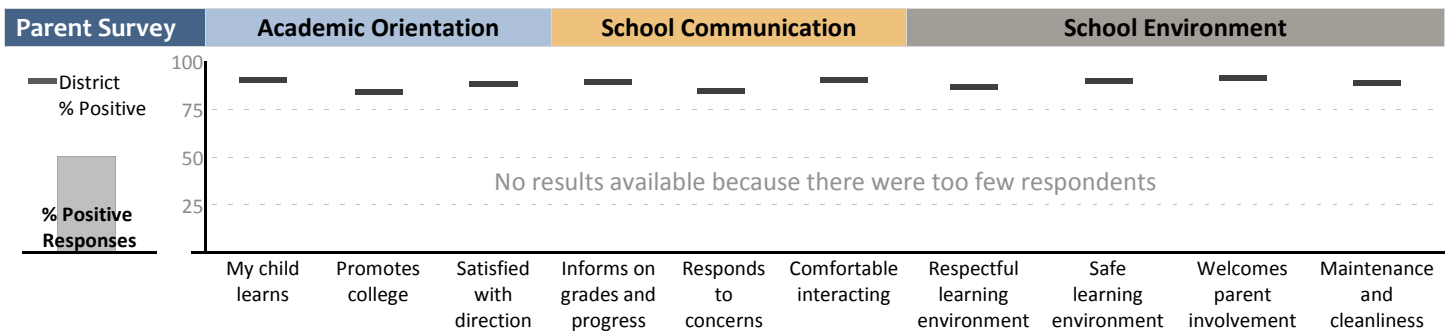 Parent Survey
Academic Orientation
School Communication
School Environment
District
% Positive
% Positive
Responses
100
75
50
25
No results available because there were too few respondents
My child
learns
Promotes
college
Satisfied
with
direction
Informs on
grades and
progress
Responds
to
concerns
Comfortable
interacting
Respectful
learning
environment
Safe
learning
environment
Welcomes
parent
involvement
Maintenance
and
cleanliness